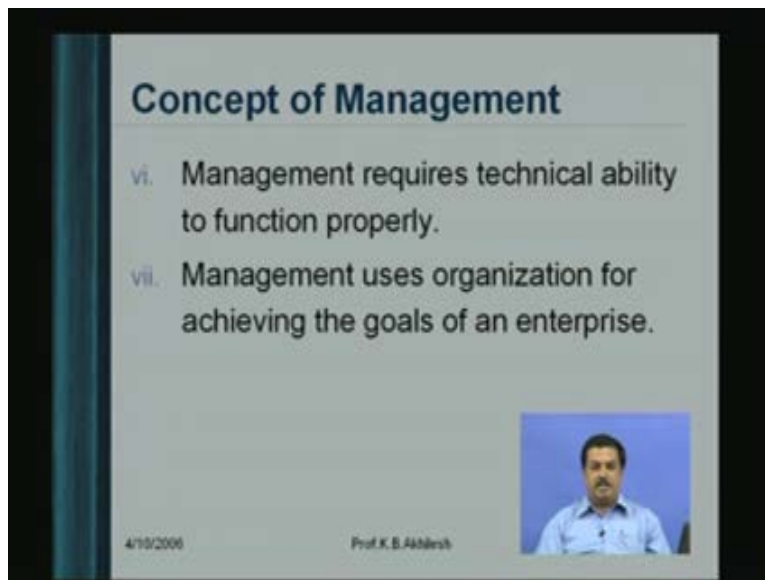 Concept of Management
vi. Management requires technical ability
to function properly.
vii. Management uses organization for
achieving the goals of an enterprise.
4/10/2006 Prof.K.B.Akhilesh